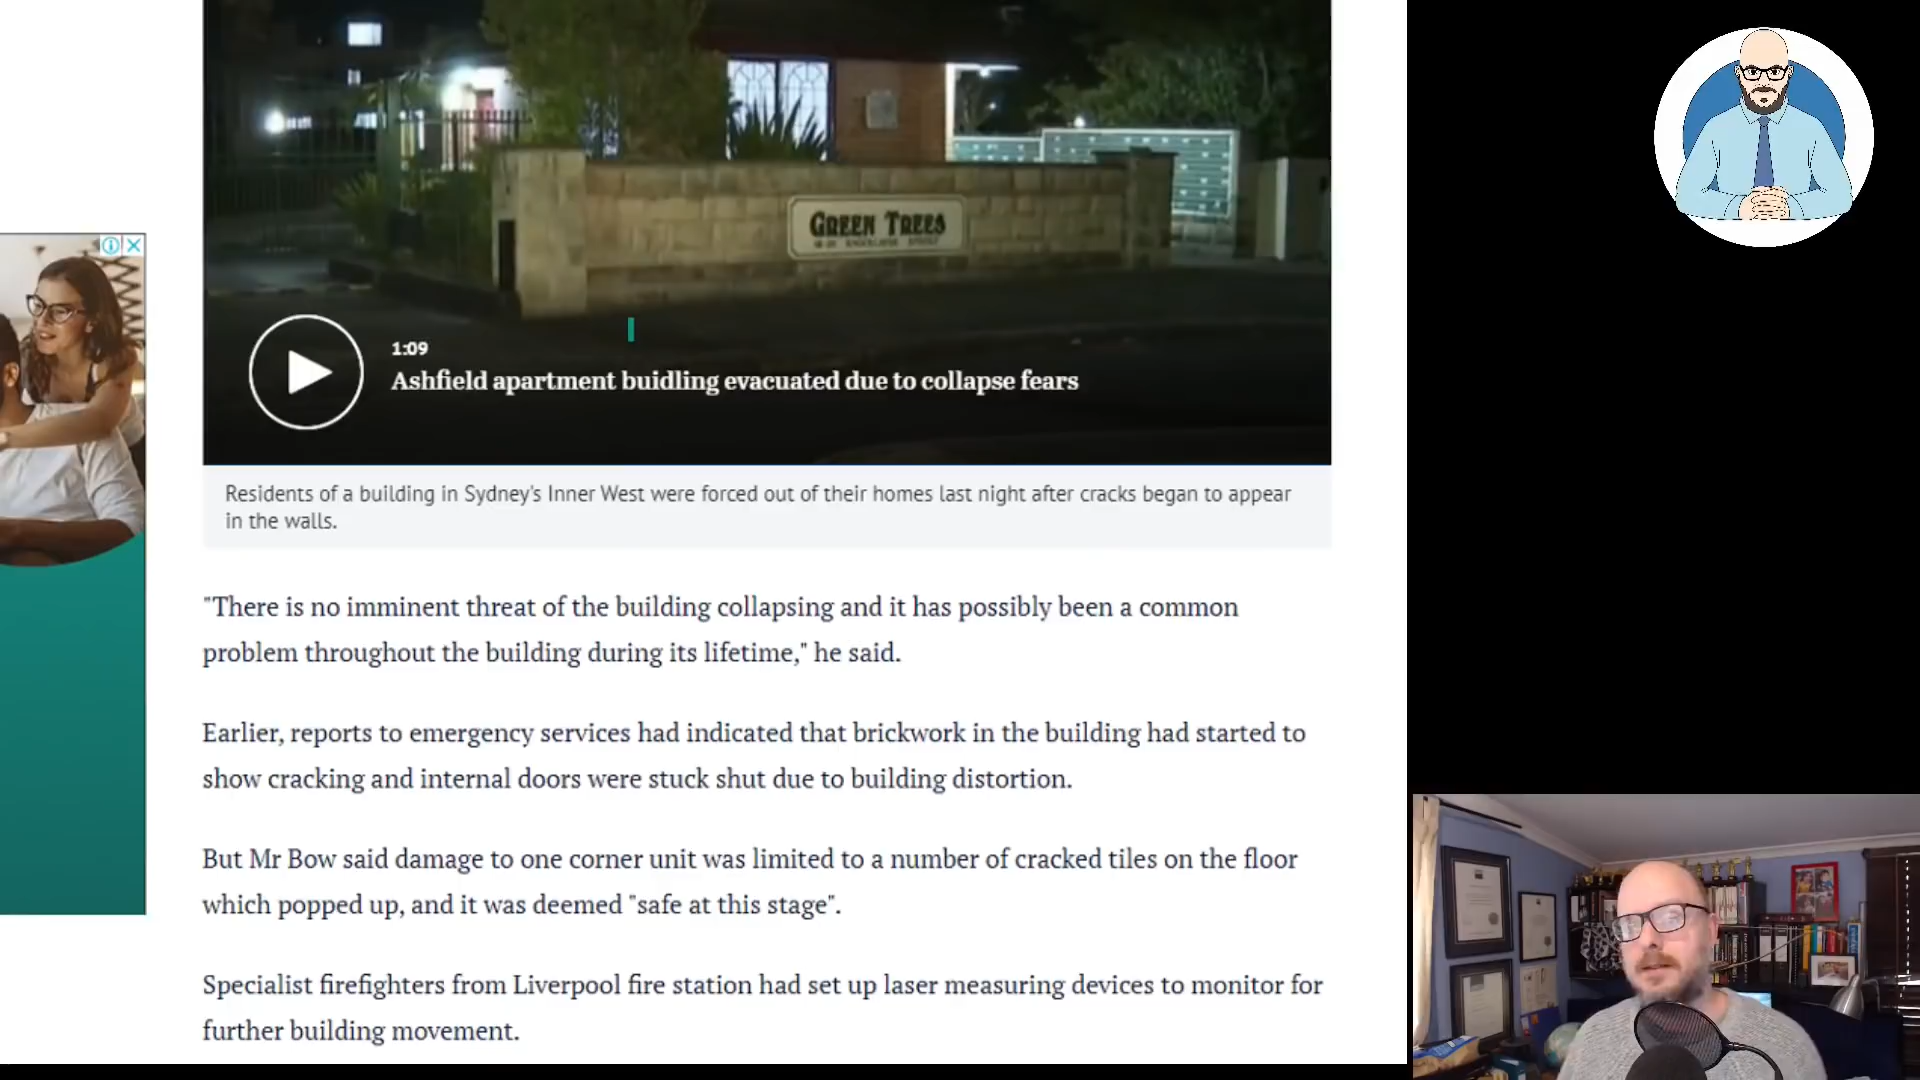 GREEN TREES
1:09
Ashfield apartment buidling evacuated due to collapse fears
Residents of a building in Sydney's Inner West were forced out of their homes last night after cracks began to appear
in the walls.
"There is no imminent threat of the building collapsing and it has possibly been a common
problem throughout the building during its lifetime," he said.
Earlier, reports to emergency services had indicated that brickwork in the building had started to
show cracking and internal doors were stuck shut due to building distortion.
But Mr Bow said damage to one corner unit was limited to a number of cracked tiles on the floor
which popped up, and it was deemed "safe at this stage".
Specialist firefighters from Liverpool fire station had set up laser measuring devices to monitor for
further building movement.